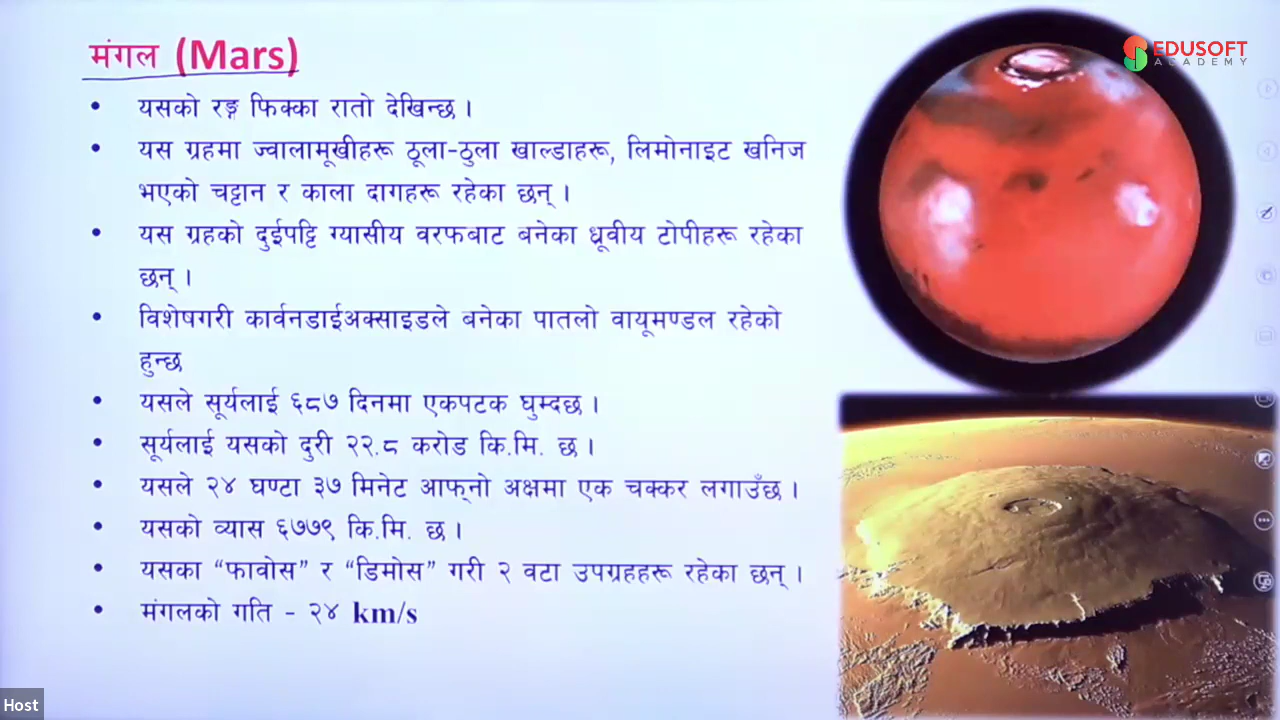 मंगल (Mars)
EDUSOFT
ACADEMY
• यसको रङ्ग फिक्का रातो देखिन्छ ।
• यस ग्रहमा ज्वालामूखीहरू ठूला-ठुला खाल्डाहरू, लिमोनाइट खनिज
भएको चट्टान र काला दागहरू रहेका छन् ।
• यस ग्रहको दुईपट्टि ग्यासीय वरफबाट बनेका ध्रूवीय टोपीहरू रहेका
छन् ।
• विशेषगरी कार्वनडाईअक्साइडले बनेका पातलो वायूमण्डल रहेको
हुन्छ
• यसले सूर्यलाई ६८७ दिनमा एकपटक घुम्दछ ।
• सूर्यलाई यसको दुरी २२.८ करोड कि.मि. छ ।
• यसले २४ घण्टा ३७ मिनेट आफ्‌नो अक्षमा एक चक्कर लगाउँछ ।
• यसको व्यास ६७७९ कि.मि. छ ।
• यसका “फावोस” र “डिमोस” गरी २ वटा उपग्रहहरू रहेका छन् ।
• मंगलको गति - २४ km/s
Host